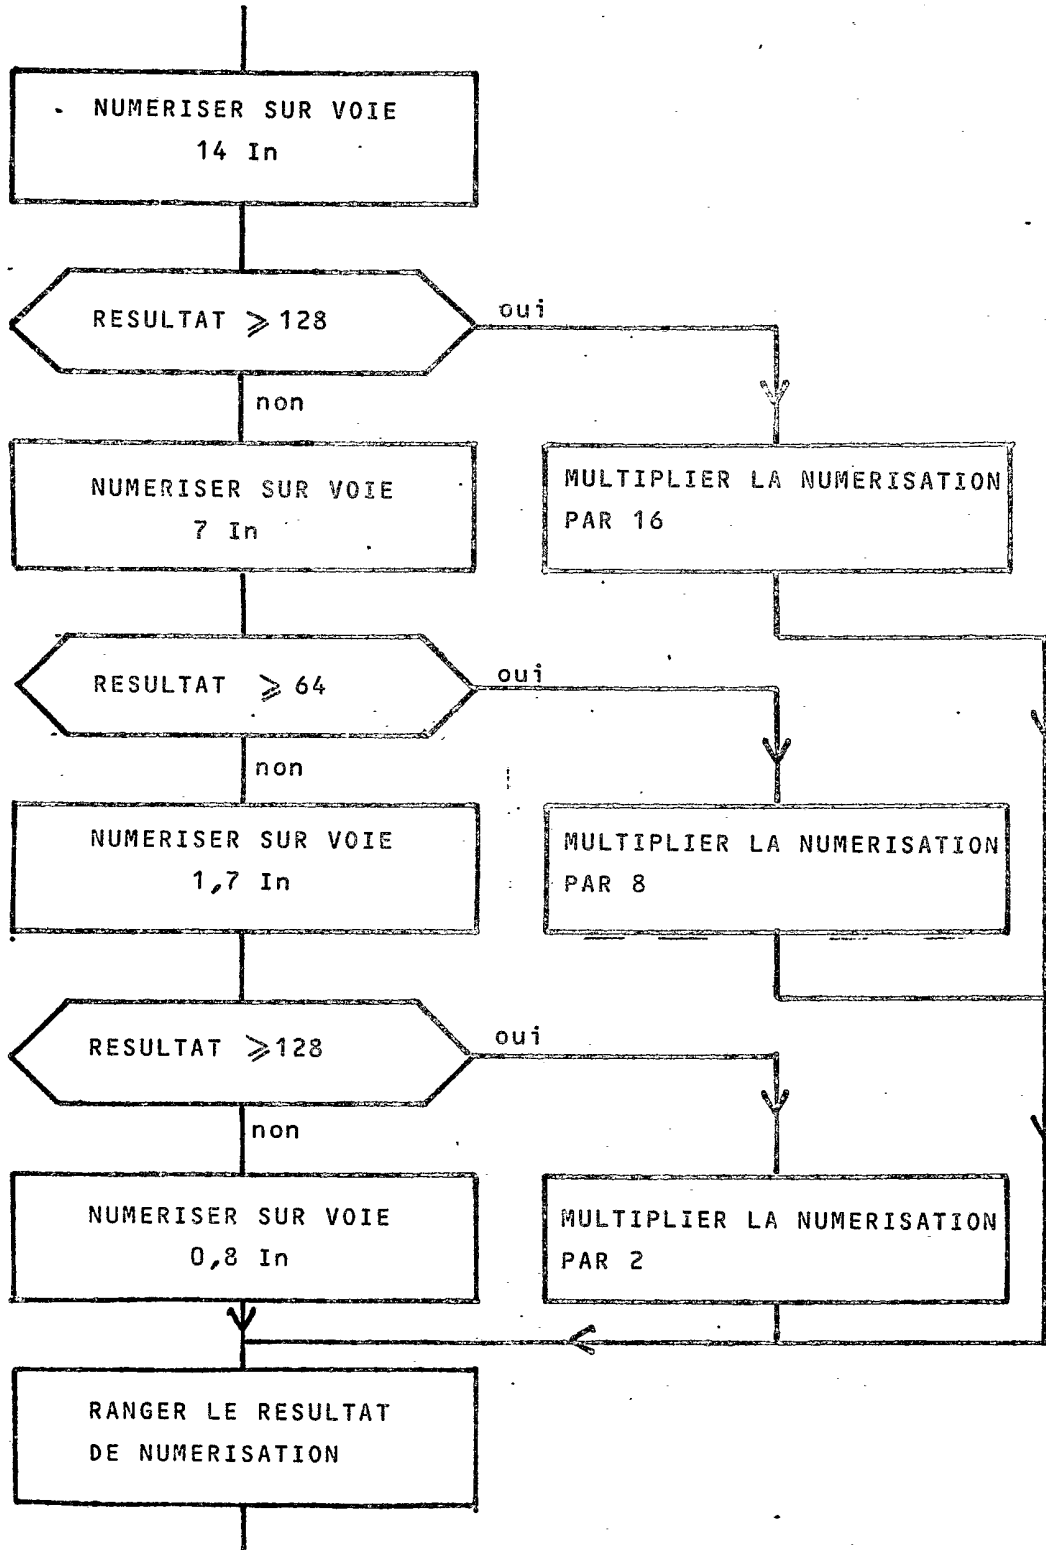 NUMERISER SUR VOIE
14 In
RESULTAT ⩾ 128
oui
non
NUMERISER SUR VOIE
7 In
MULTIPLIER LA NUMERISATION
PAR 16
RESULTAT ⩾ 64
oui
non
NUMERISER SUR VOIE
1,7 In
MULTIPLIER LA NUMERISATION
PAR 8
RESULTAT ⩾128
oui
non
NUMERISER SUR VOIE
0,8 In
MULTIPLIER LA NUMERISATION
PAR 2
RANGER LE RESULTAT
DE NUMERISATION